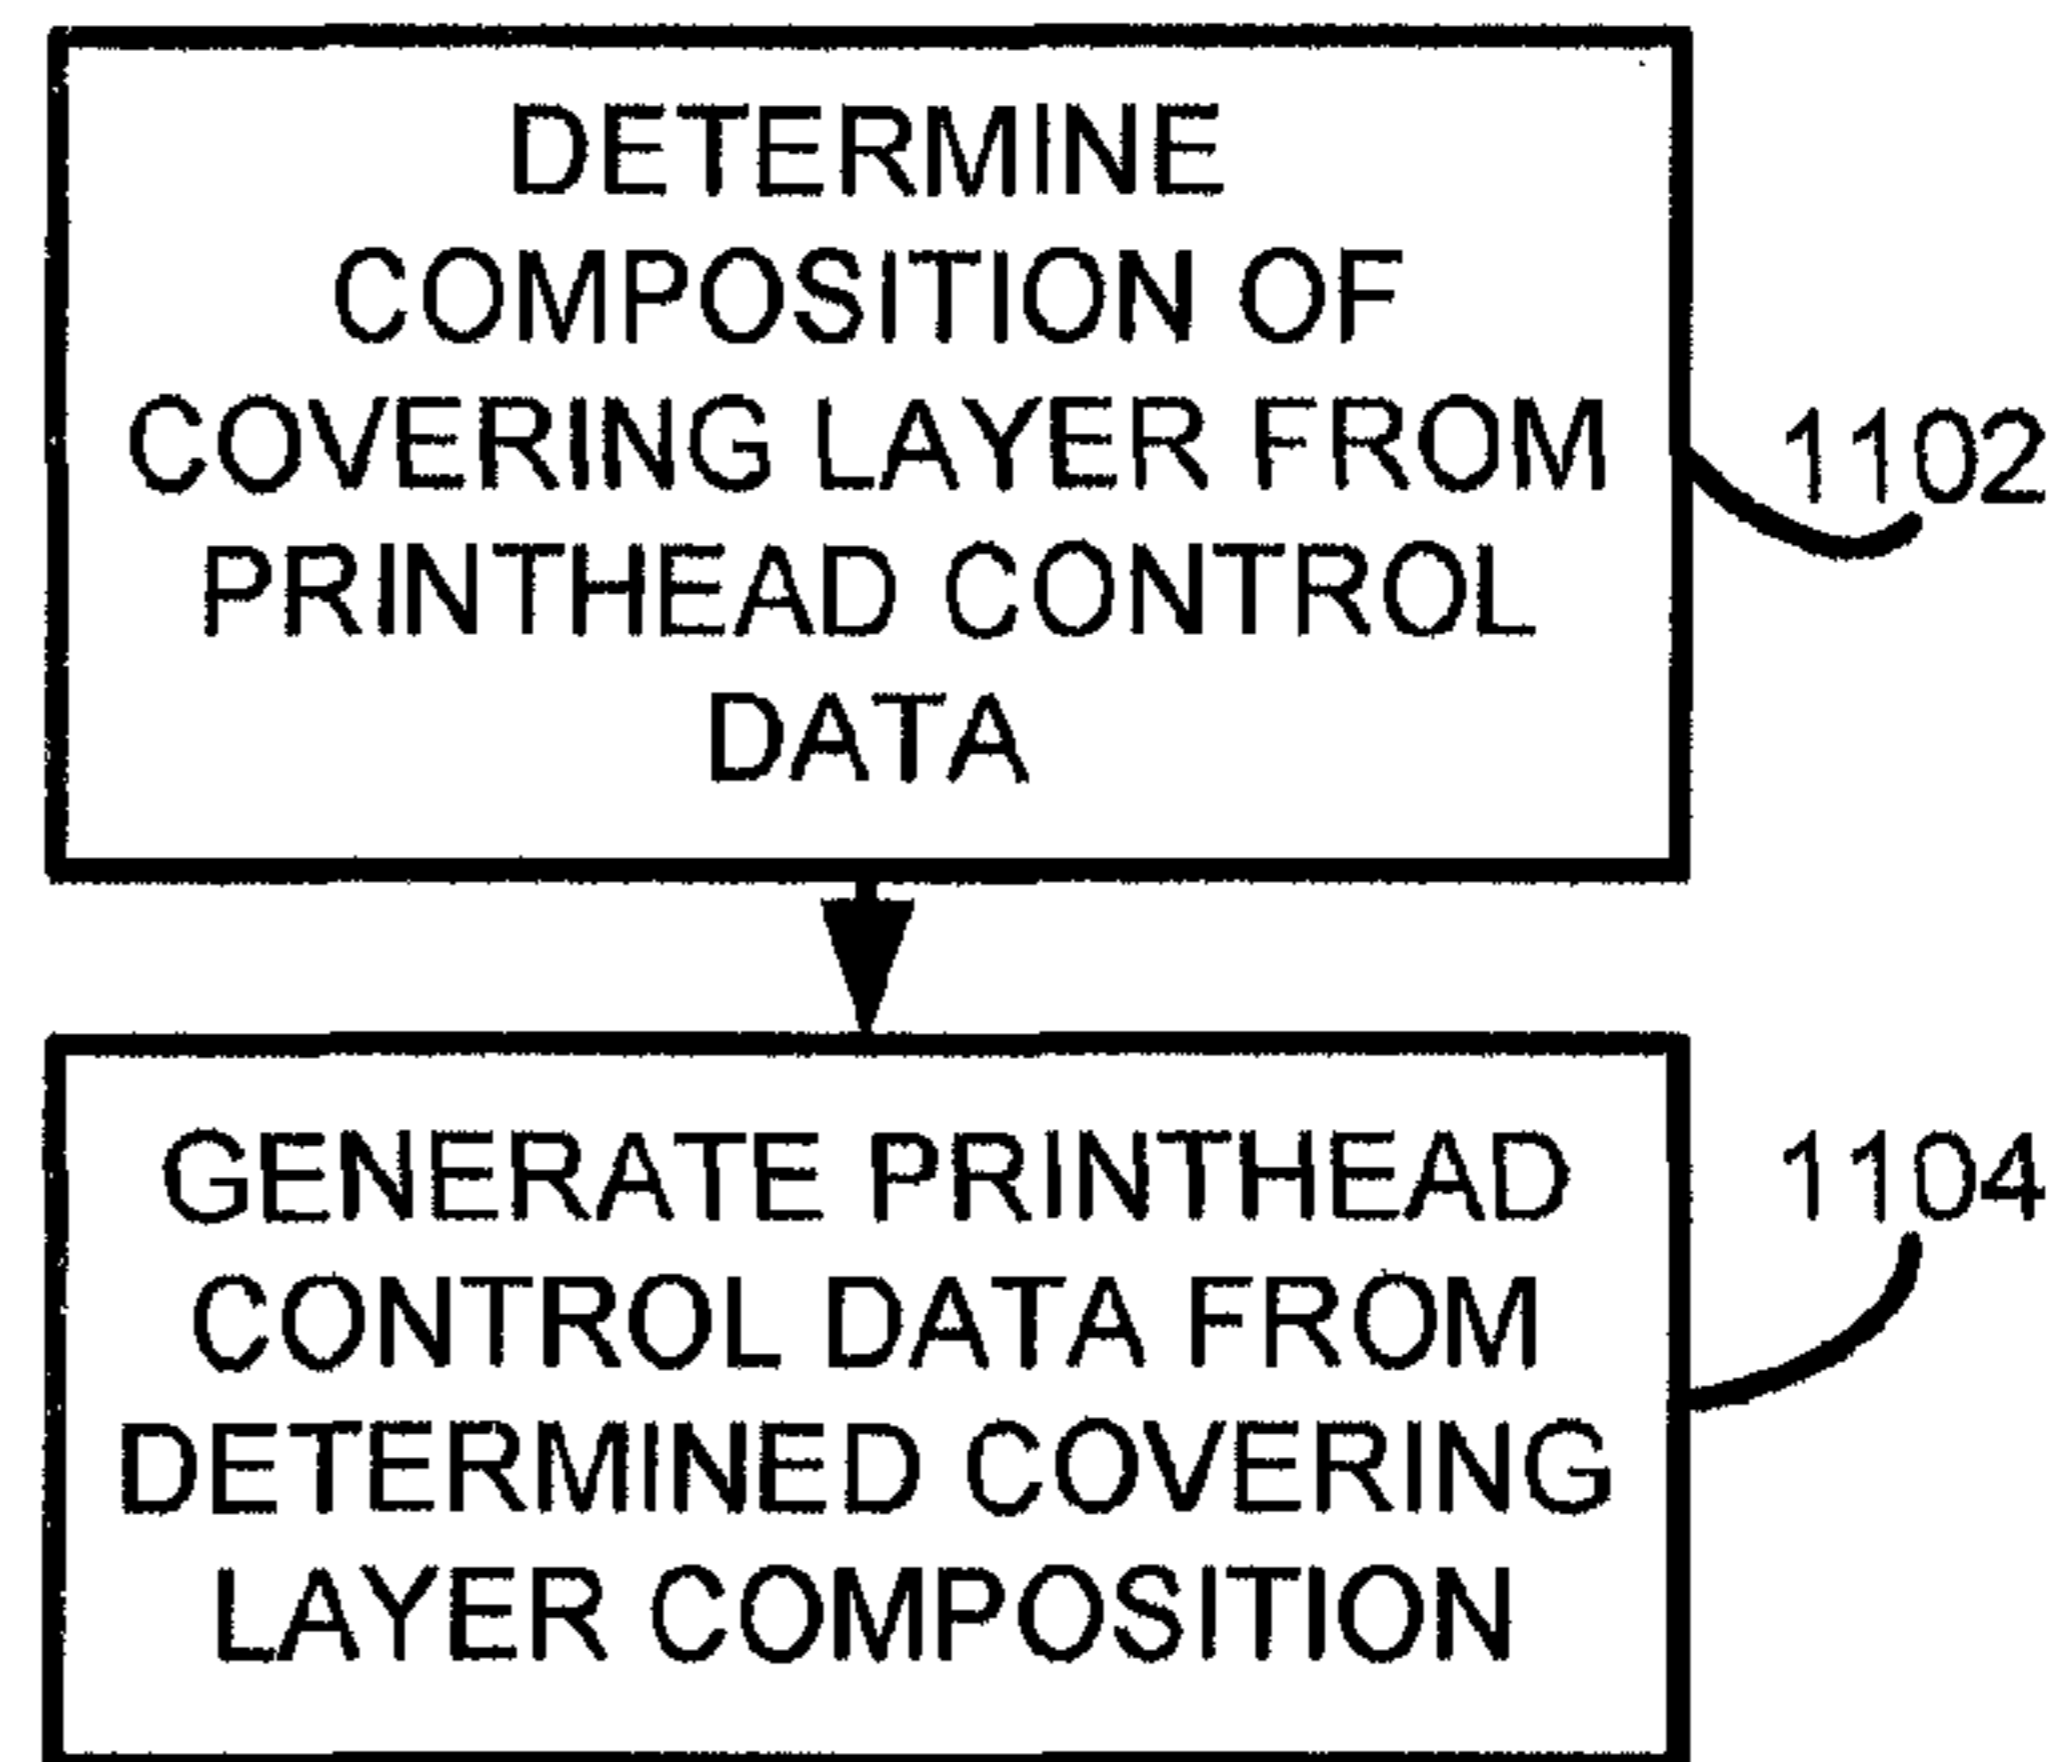 DETERMINE
COMPOSITION OF
COVERING LAYER FROM
PRINTHEAD CONTROL
DATA
1102
GENERATE PRINTHEAD
CONTROL DATA FROM
DETERMINED COVERING
LAYER COMPOSITION
1104